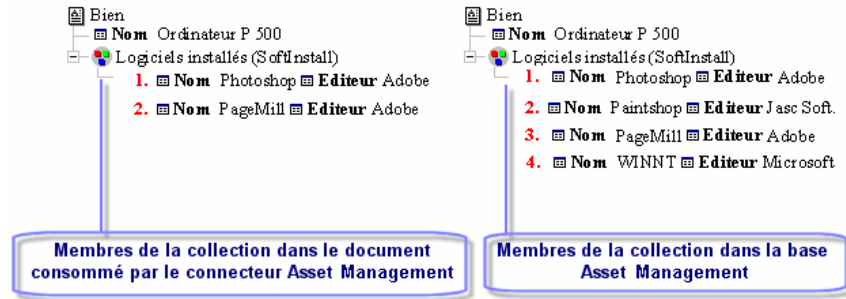 Bien
Nom Ordinateur P 500
Logiciels installés (SoftInstall)
1. Nom Photoshop Editeur Adobe
2. Nom PageMill Editeur Adobe
Membres de la collection dans le document
consommé par le connecteur Asset Management
Bien
Nom Ordinateur P 500
Logiciels installés (SoftInstall)
1. Nom Photoshop Editeur Adobe
2. Nom Paintshop Editeur Jasc Soft.
3. Nom PageMill Editeur Adobe
4. Nom WINNT Editeur Microsoft
Membres de la collection dans la base
Asset Management